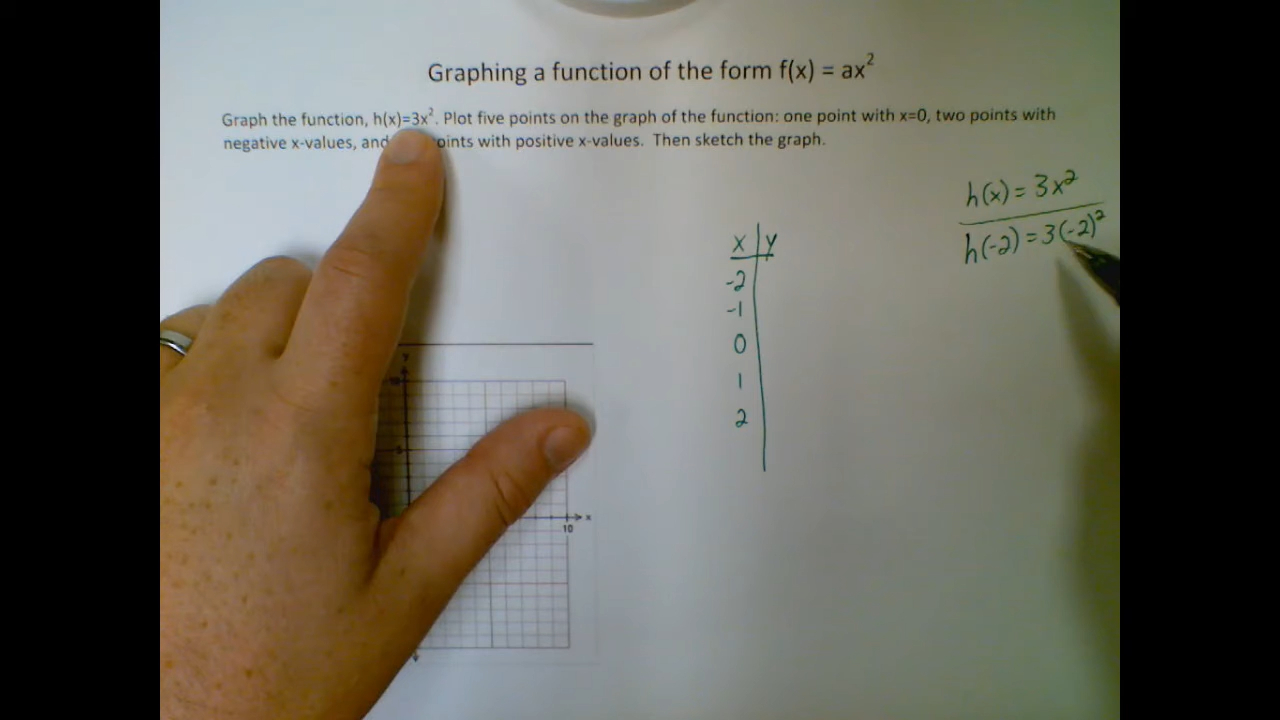 Graphing a function of the form f(x) = ax²
Graph the function, h(x)=3x². Plot five points on the graph of the function: one point with x=0, two points with
negative x-values, and oints with positive x-values. Then sketch the graph.
h(x) = 3x²
h(-2) = 3(-2)²
x y
-2
-1
0
1
2
y
10
5
x
10